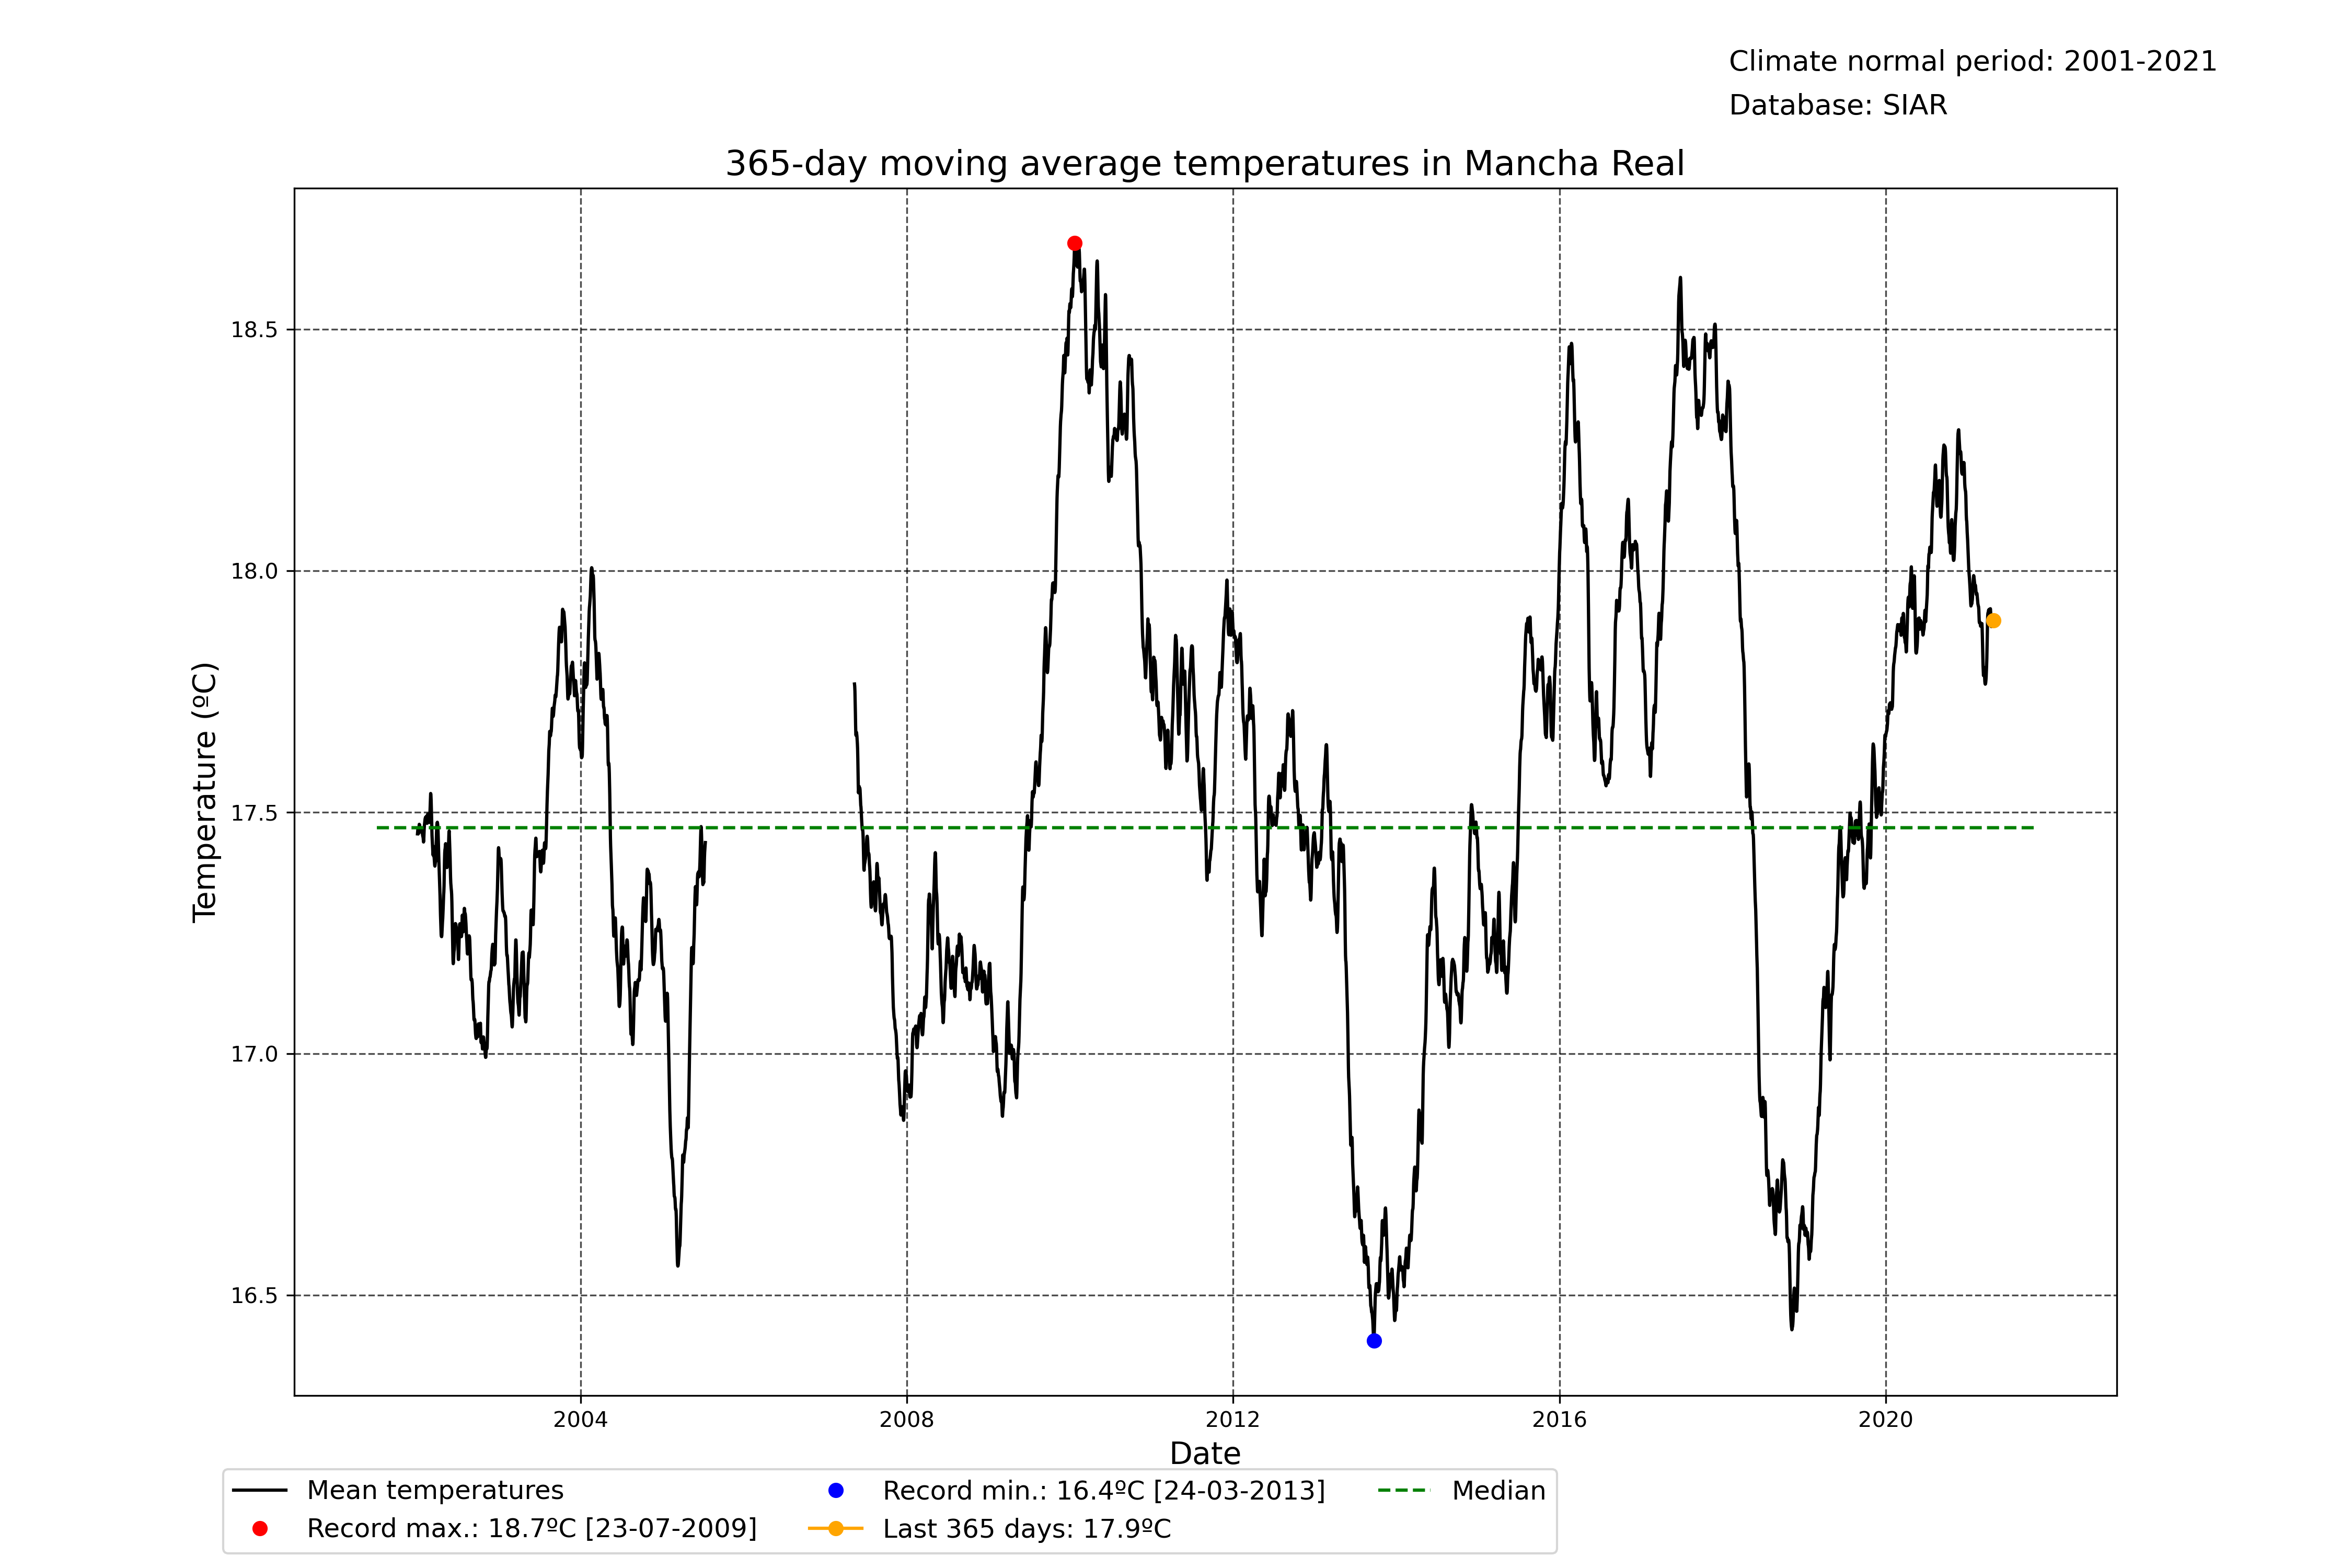 Climate normal period: 2001-2021
Database: SIAR
365-day moving average temperatures in Mancha Real
Temperature (ºC)
18.5
18.0
17.5
17.0
16.5
2004
2008
2012
2016
2020
Date
Mean temperatures
Record max.: 18.7ºC [23-07-2009]
Record min.: 16.4ºC [24-03-2013]
Last 365 days: 17.9ºC
Median